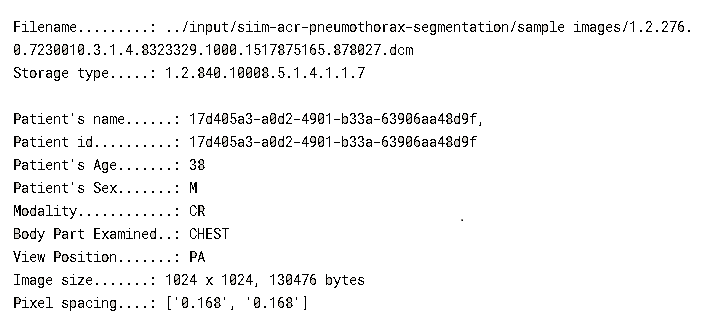 Filename.........: ../input/siim-acr-pneumothorax-segmentation/sample images/1.2.276.
0.7230010.3.1.4.8323329.1000.1517875165.878027.dcm
Storage type.....: 1.2.840.10008.5.1.4.1.1.7
Patient's name......: 17d405a3-a0d2-4901-b33a-63906aa48d9f,
Patient id..........: 17d405a3-a0d2-4901-b33a-63906aa48d9f
Patient's Age.......: 38
Patient's Sex.......: M
Modality............: CR
Body Part Examined..: CHEST
View Position.......: PA
Image size.......: 1024 x 1024, 130476 bytes
Pixel spacing....: ['0.168', '0.168']